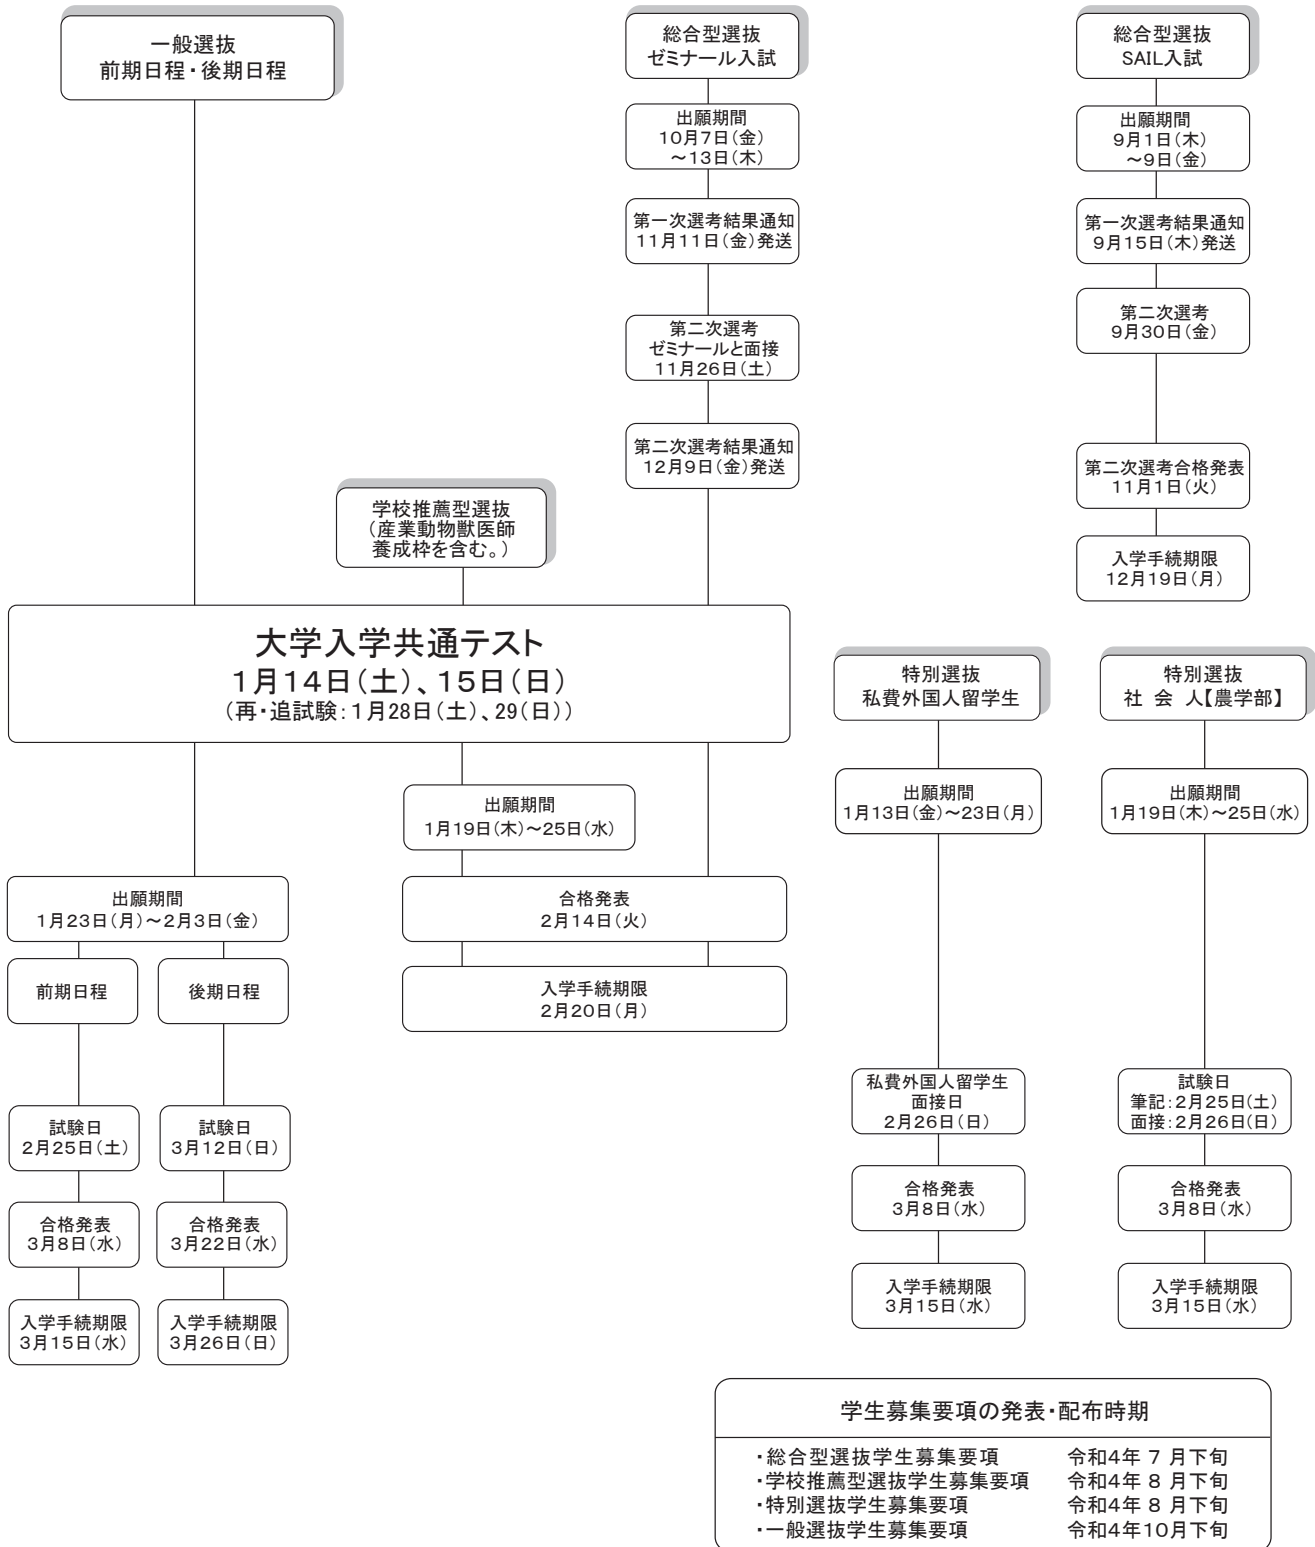 一般選抜
前期日程・後期日程
総合型選抜
ゼミナール入試
出願期間
10月7日(金)
～13日(木)
第一次選考結果通知
11月11日(金)発送
第二次選考
ゼミナールと面接
11月26日(土)
第二次選考結果通知
12月9日(金)発送
総合型選抜
SAIL入試
出願期間
9月1日(木)
～9日(金)
第一次選考結果通知
9月15日(木)発送
第二次選考
9月30日(金)
第二次選考合格発表
11月1日(火)
入学手続期限
12月19日(月)
学校推薦型選抜
(産業動物獣医師
養成枠を含む。)
大学入学共通テスト
1月14日(土)、15日(日)
(再・追試験：1月28日(土)、29(日))
出願期間
1月19日(木)～25日(水)
合格発表
2月14日(火)
入学手続期限
2月20日(月)
出願期間
1月23日(月)～2月3日(金)
前期日程
試験日
2月25日(土)
合格発表
3月8日(水)
入学手続期限
3月15日(水)
後期日程
試験日
3月12日(日)
合格発表
3月22日(水)
入学手続期限
3月26日(日)
特別選抜
私費外国人留学生
出願期間
1月13日(金)～23日(月)
私費外国人留学生
面接日
2月26日(日)
合格発表
3月8日(水)
入学手続期限
3月15日(水)
特別選抜
社 会 人【農学部】
出願期間
1月19日(木)～25日(水)
試験日
筆記：2月25日(土)
面接：2月26日(日)
合格発表
3月8日(水)
入学手続期限
3月15日(水)
学生募集要項の発表・配布時期
・総合型選抜学生募集要項 令和4年 7 月下旬
・学校推薦型選抜学生募集要項 令和4年 8 月下旬
・特別選抜学生募集要項 令和4年 8 月下旬
・一般選抜学生募集要項 令和4年10月下旬